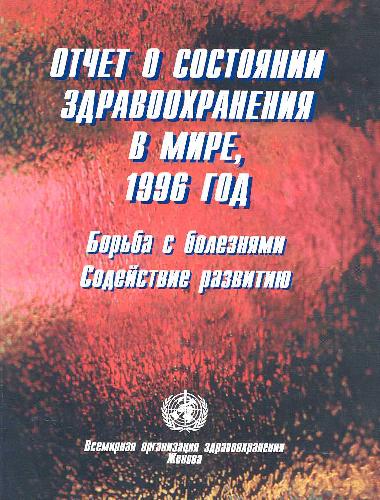 ОТЧЕТ О СОСТОЯНИИ
ЗДРАВООХРАНЕНИЯ
В МИРЕ,
1996 ГОД
Борьба с болезнями
Содействие развитию
Всемирная организация здравоохранения
Женева